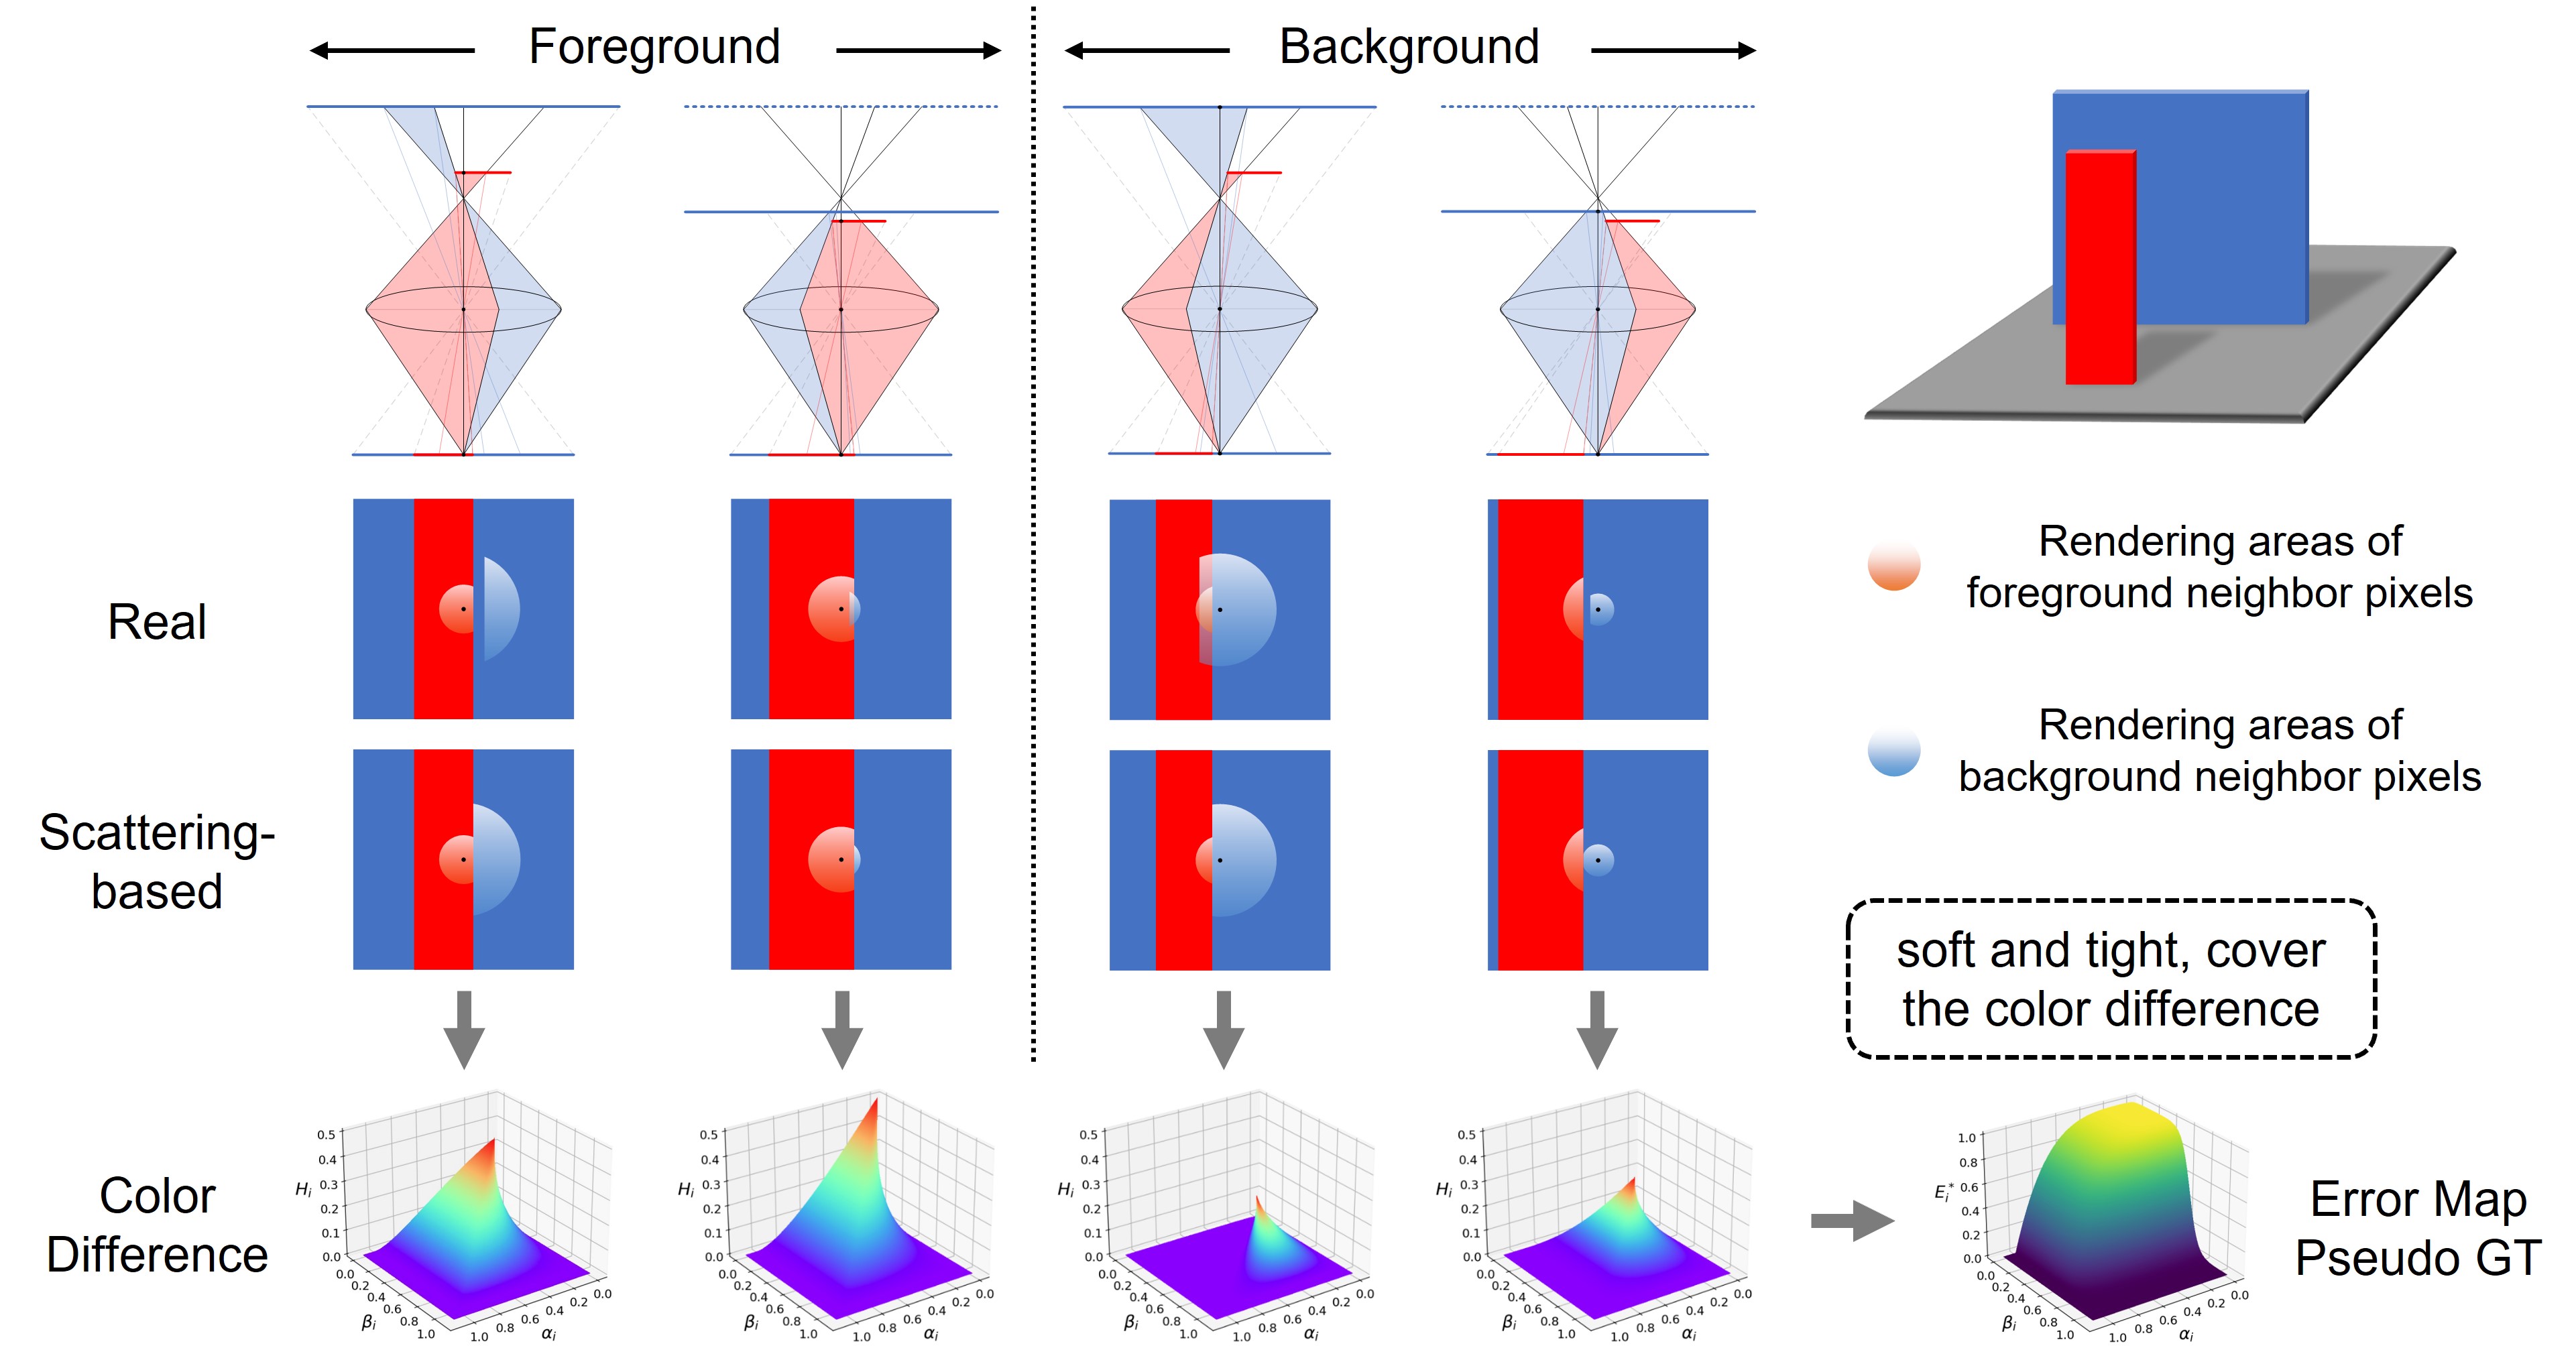 Foreground
Background
Real
Rendering areas of
foreground neighbor pixels
Rendering areas of
background neighbor pixels
Scattering-
based
soft and tight, cover
the color difference
Color
Difference
0.5
0.4
H_i 0.3
0.2
0.1
0.0
0.0
0.2
0.4
β_i 0.6
0.8
1.0
1.0
0.8
0.6 α_i
0.4
0.2
0.0
0.5
0.4
H_i 0.3
0.2
0.1
0.0
0.0
0.2
0.4
β_i 0.6
0.8
1.0
1.0
0.8
0.6 α_i
0.4
0.2
0.0
0.5
0.4
H_i 0.3
0.2
0.1
0.0
0.0
0.2
0.4
β_i 0.6
0.8
1.0
1.0
0.8
0.6 α_i
0.4
0.2
0.0
0.5
0.4
H_i 0.3
0.2
0.1
0.0
0.0
0.2
0.4
β_i 0.6
0.8
1.0
1.0
0.8
0.6 α_i
0.4
0.2
0.0
1.0
0.8
E_i^* 0.6
0.4
0.2
0.0
0.0
0.2
0.4
β_i 0.6
0.8
1.0
1.0
0.8
0.6 α_i
0.4
0.2
0.0
Error Map
Pseudo GT